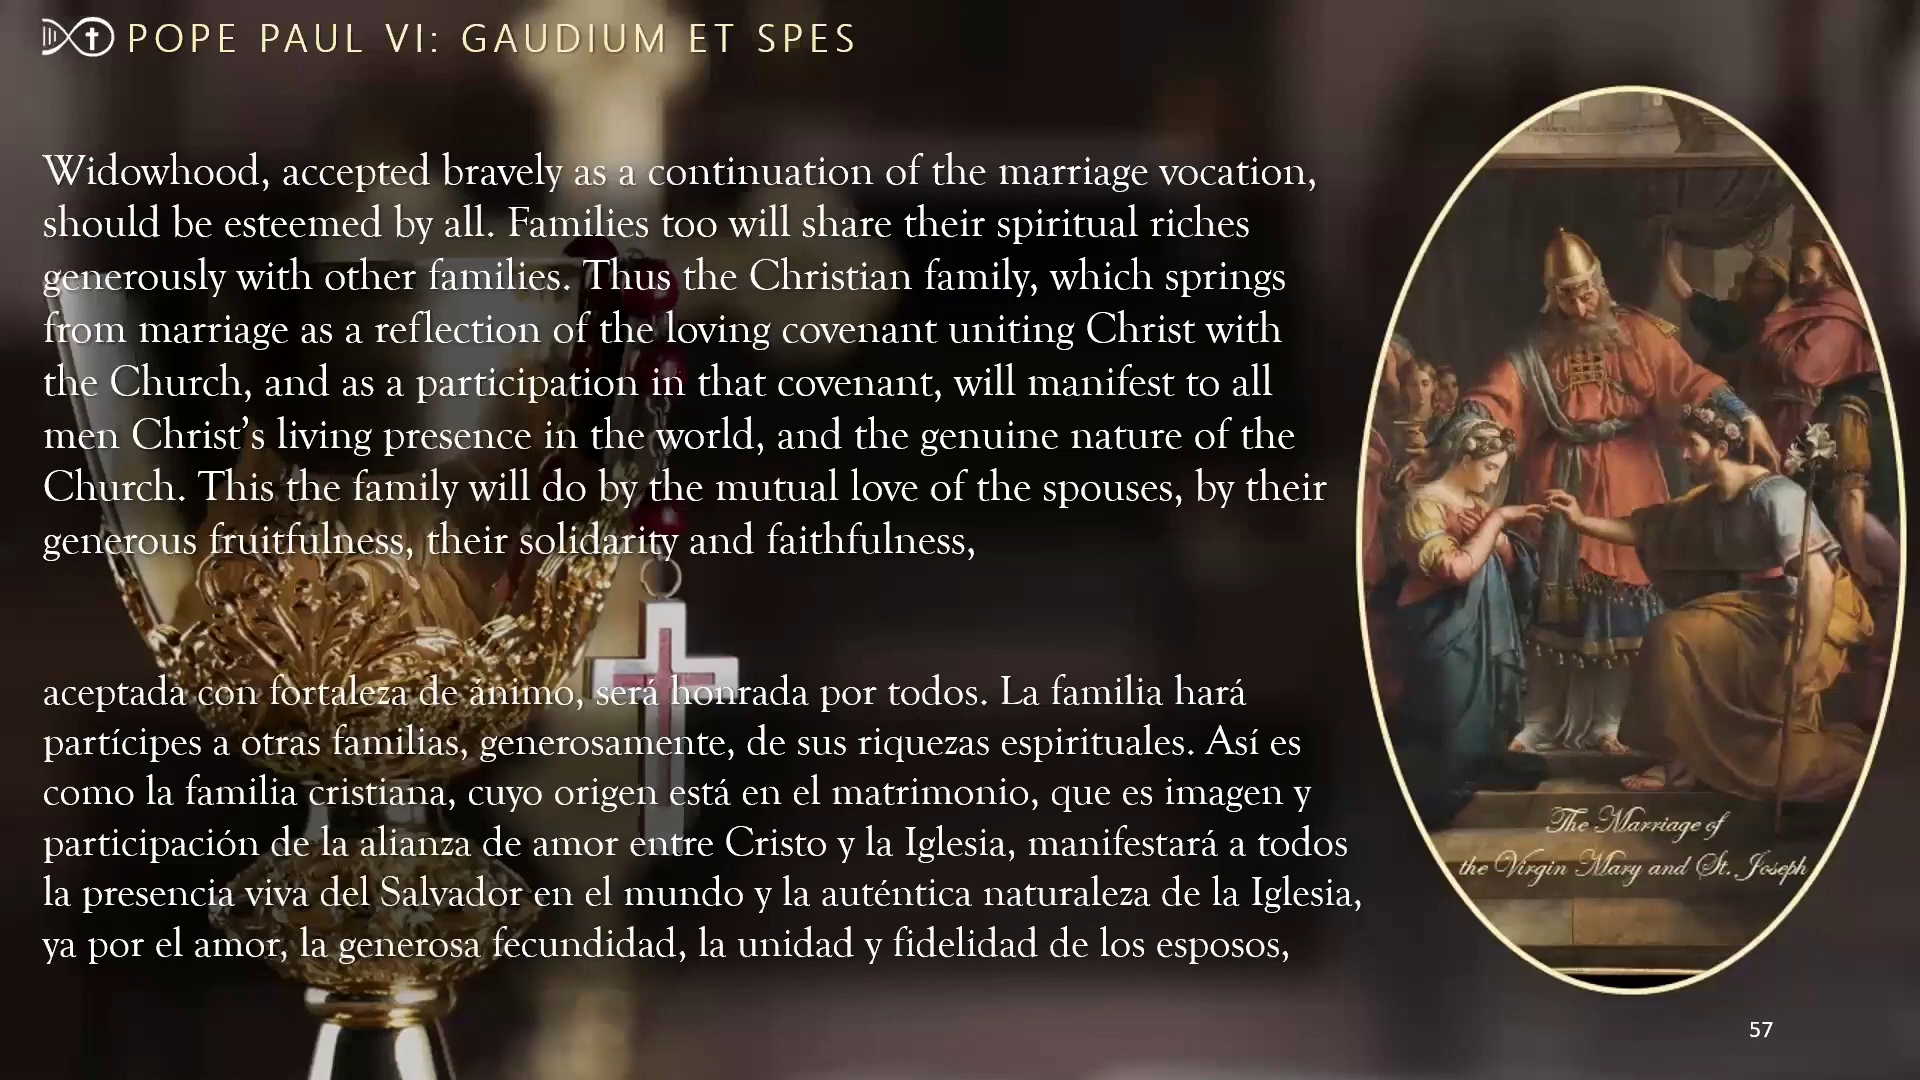 POPE PAUL VI: GAUDIUM ET SPES
Widowhood, accepted bravely as a continuation of the marriage vocation,
should be esteemed by all. Families too will share their spiritual riches
generously with other families. Thus the Christian family, which springs
from marriage as a reflection of the loving covenant uniting Christ with
the Church, and as a participation in that covenant, will manifest to all
men Christ's living presence in the world, and the genuine nature of the
Church. This the family will do by the mutual love of the spouses, by their
generous fruitfulness, their solidarity and faithfulness,
aceptada con fortaleza de ánimo, será honrada por todos. La familia hará
partícipes a otras familias, generosamente, de sus riquezas espirituales. Así es
como la familia cristiana, cuyo origen está en el matrimonio, que es imagen y
participación de la alianza de amor entre Cristo y la Iglesia, manifestará a todos
la presencia viva del Salvador en el mundo y la auténtica naturaleza de la Iglesia,
ya por el amor, la generosa fecundidad, la unidad y fidelidad de los esposos,
The Marriage of
the Virgin Mary and St. Joseph
57